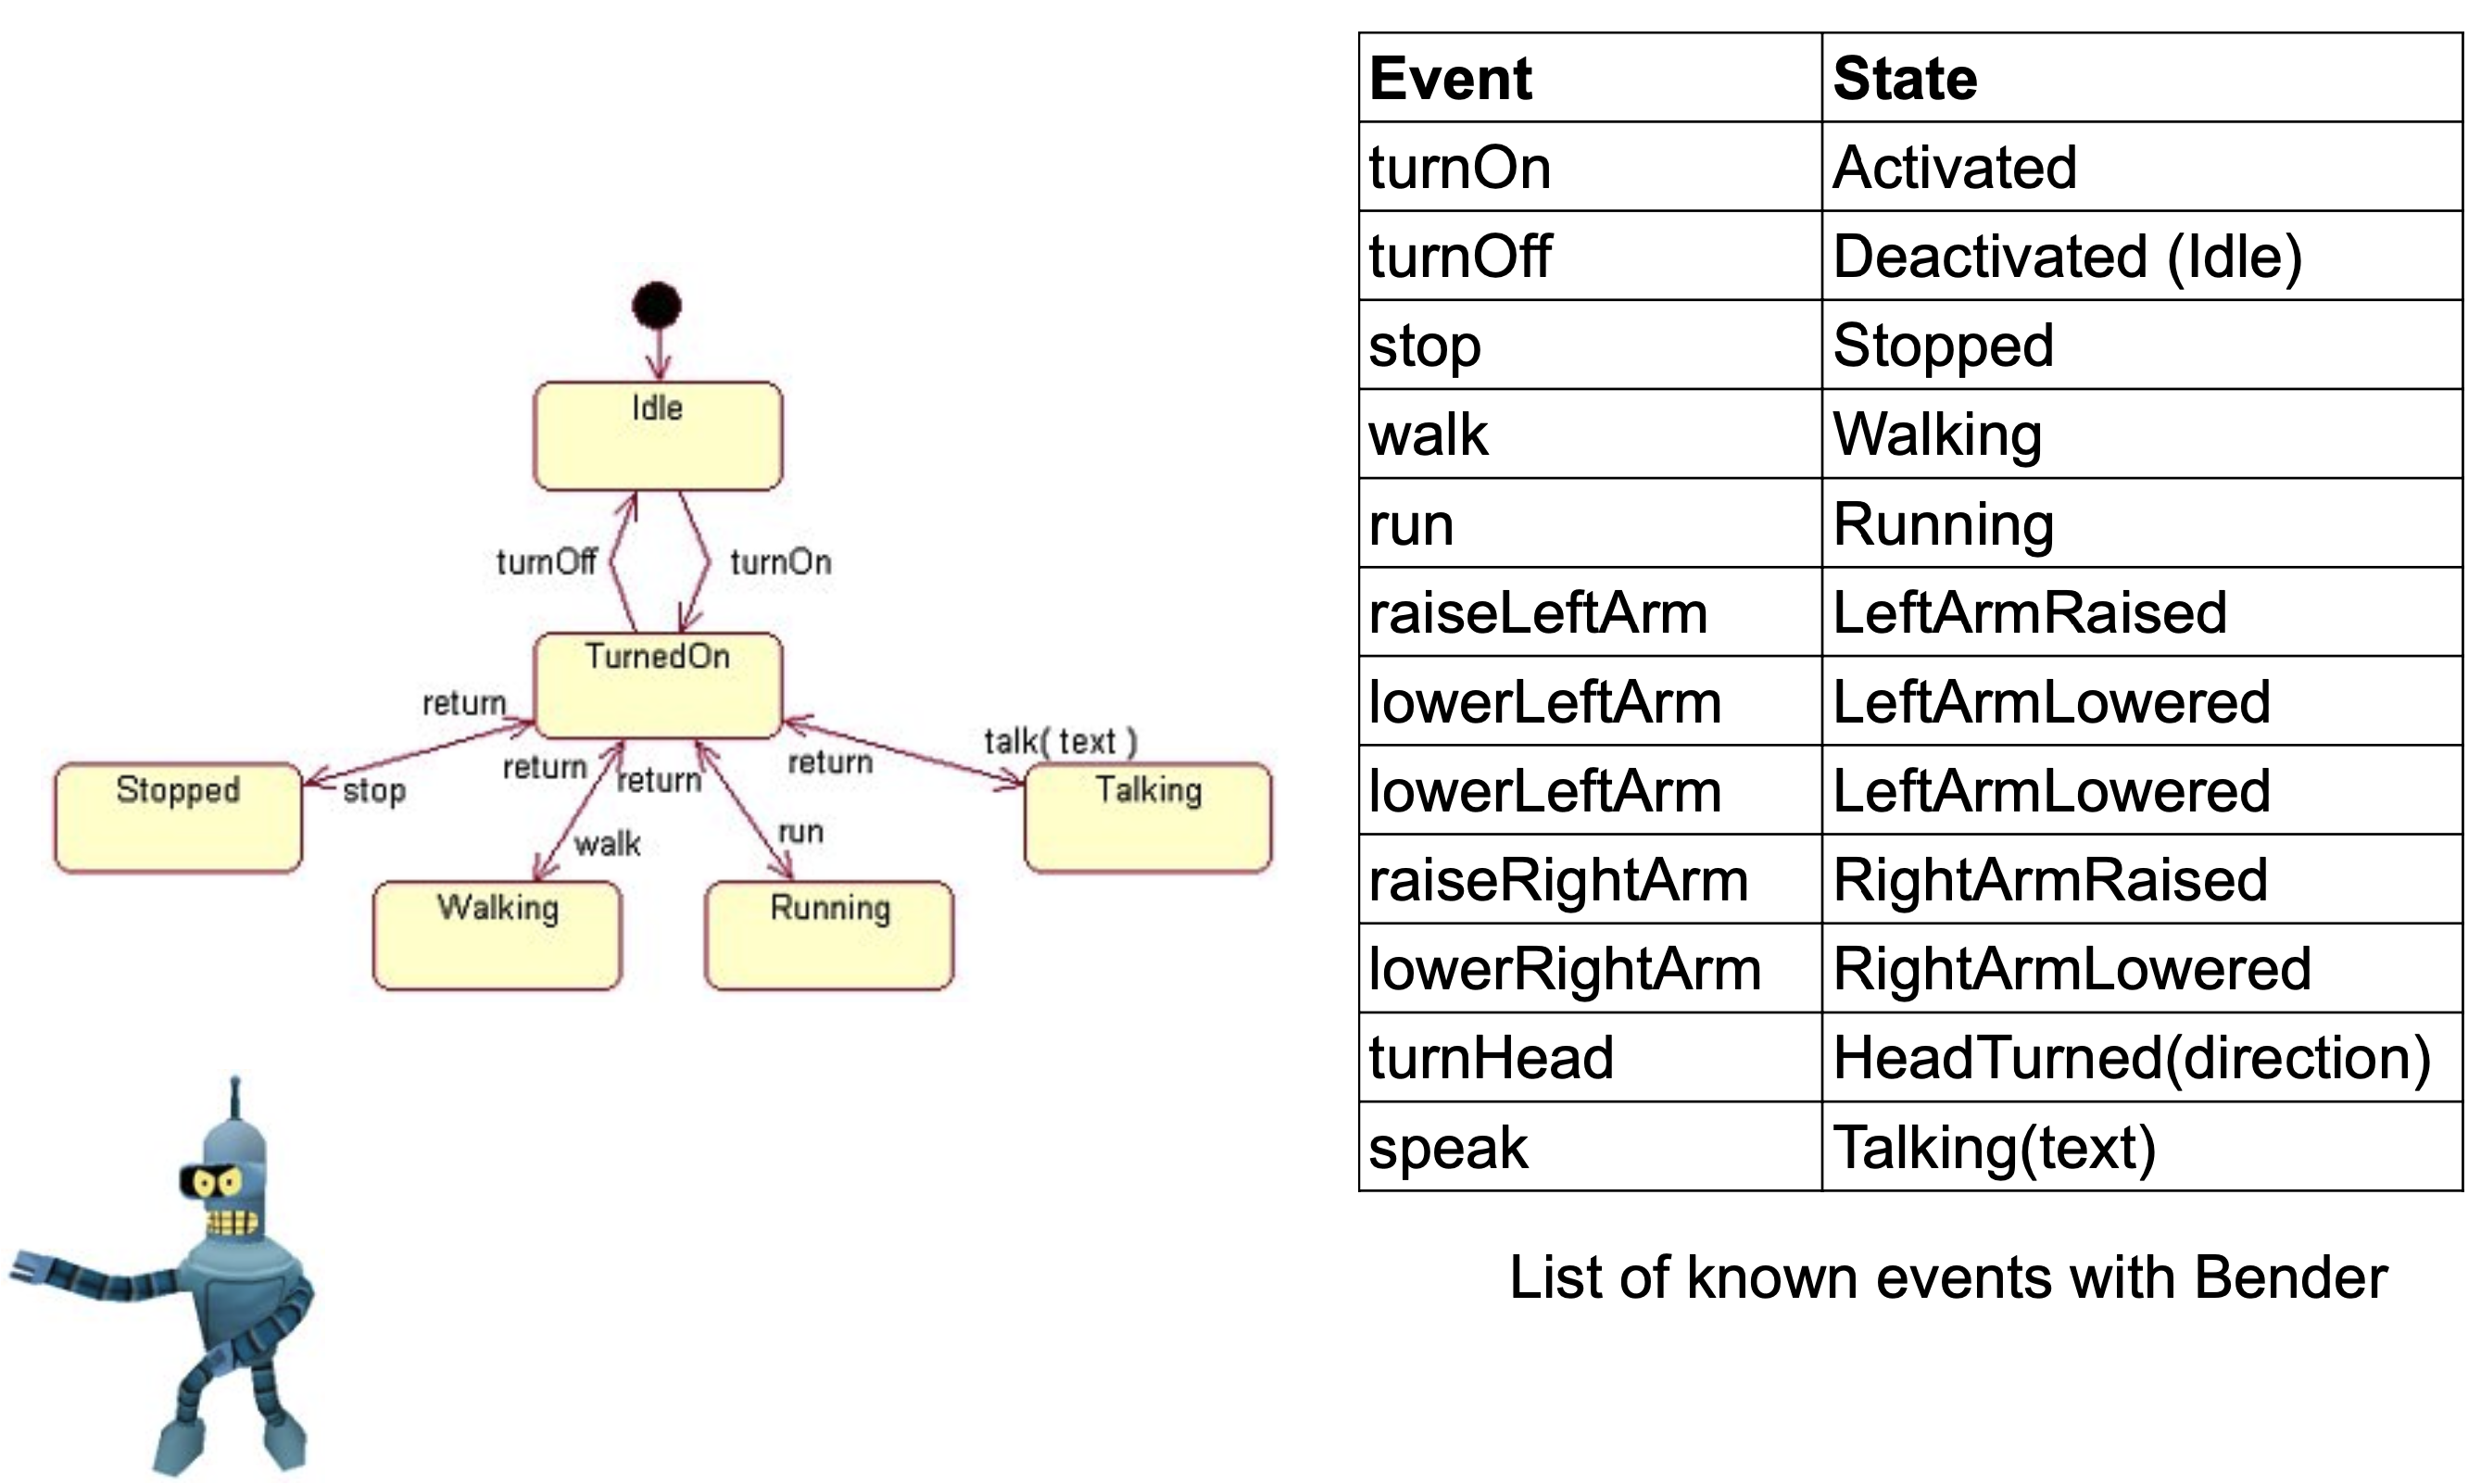 Idle
turnOff turnOn
TurnedOn
return
talk( text )
return return return
Stopped stop Talking
walk run
Walking Running
Event State
turnOn Activated
turnOff Deactivated (Idle)
stop Stopped
walk Walking
run Running
raiseLeftArm LeftArmRaised
lowerLeftArm LeftArmLowered
lowerLeftArm LeftArmLowered
raiseRightArm RightArmRaised
lowerRightArm RightArmLowered
turnHead HeadTurned(direction)
speak Talking(text)
List of known events with Bender